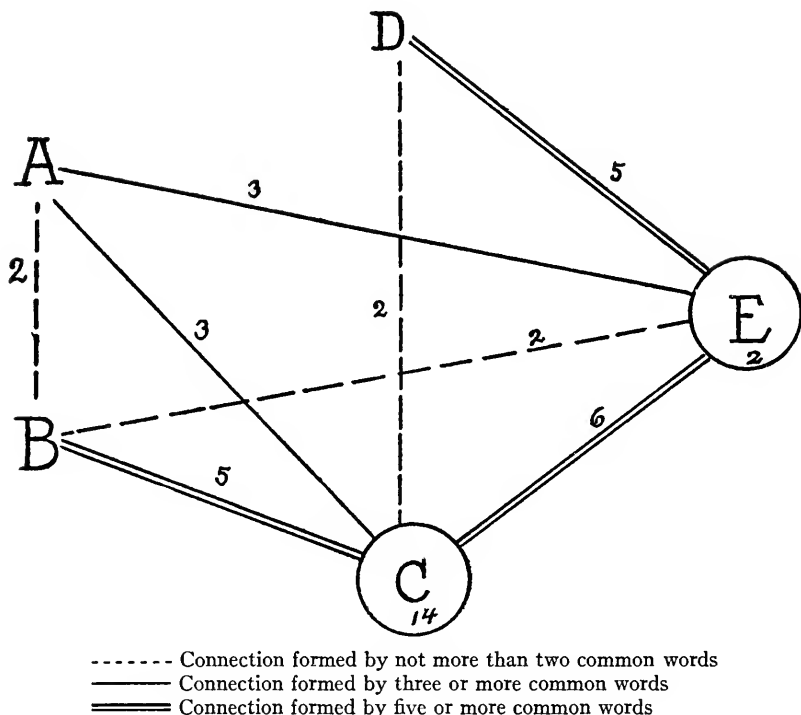 D
5
A
3
2
3
2
E
2
2
B
5
6
C
14
Connection formed by not more than two common words
Connection formed by three or more common words
Connection formed by five or more common words